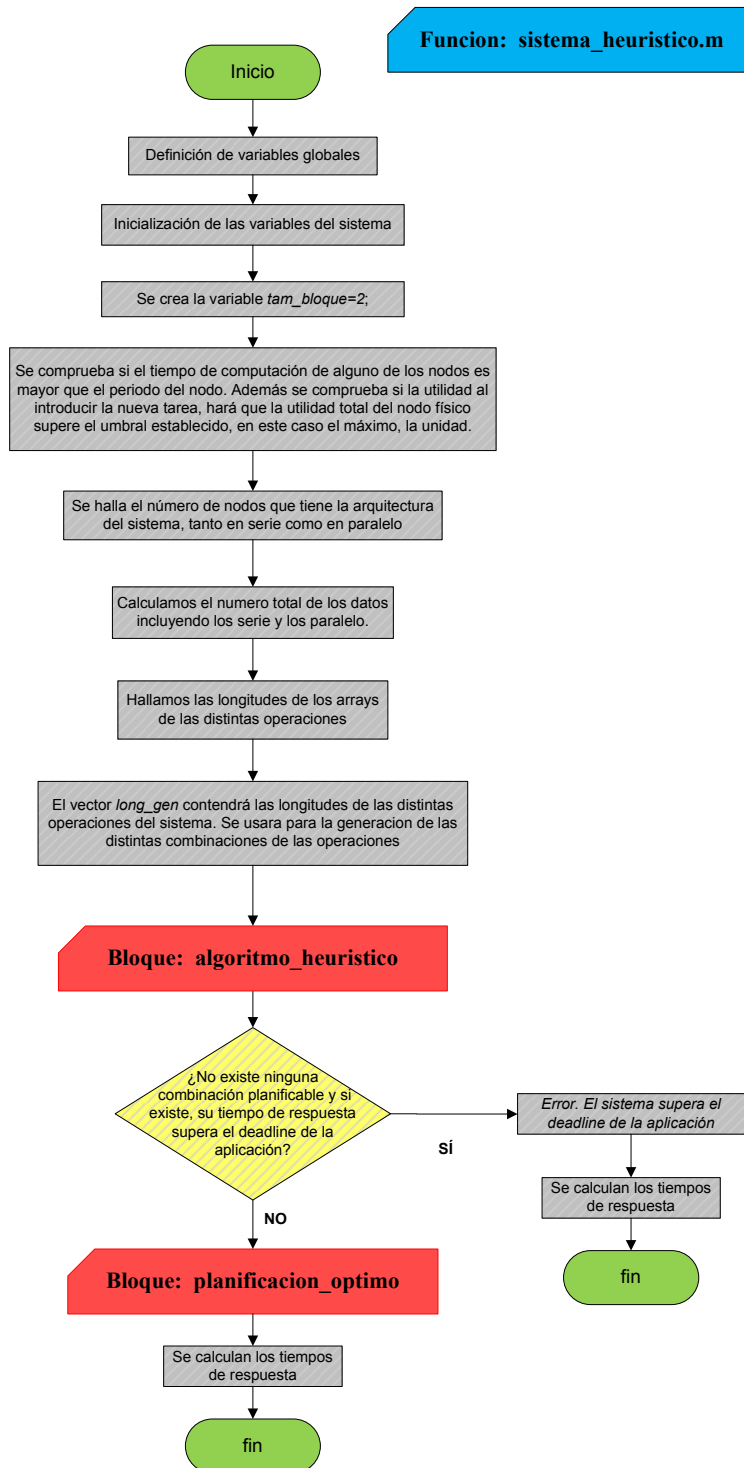 Funcion: sistema_heuristico.m
Inicio
Definición de variables globales
Inicialización de las variables del sistema
Se crea la variable tam_bloque=2;
Se comprueba si el tiempo de computación de alguno de los nodos es
mayor que el periodo del nodo. Además se comprueba si la utilidad al
introducir la nueva tarea, hará que la utilidad total del nodo físico
supere el umbral establecido, en este caso el máximo, la unidad.
Se halla el número de nodos que tiene la arquitectura
del sistema, tanto en serie como en paralelo
Calculamos el numero total de los datos
incluyendo los serie y los paralelo.
Hallamos las longitudes de los arrays
de las distintas operaciones
El vector long_gen contendrá las longitudes de las distintas
operaciones del sistema. Se usara para la generacion de las
distintas combinaciones de las operaciones
Bloque: algoritmo_heuristico
¿No existe ninguna
combinación planificable y si
existe, su tiempo de respuesta
supera el deadline de la
aplicación?
SÍ
Error. El sistema supera el
deadline de la aplicación
Se calculan los tiempos
de respuesta
fin
NO
Bloque: planificacion_optimo
Se calculan los tiempos
de respuesta
fin